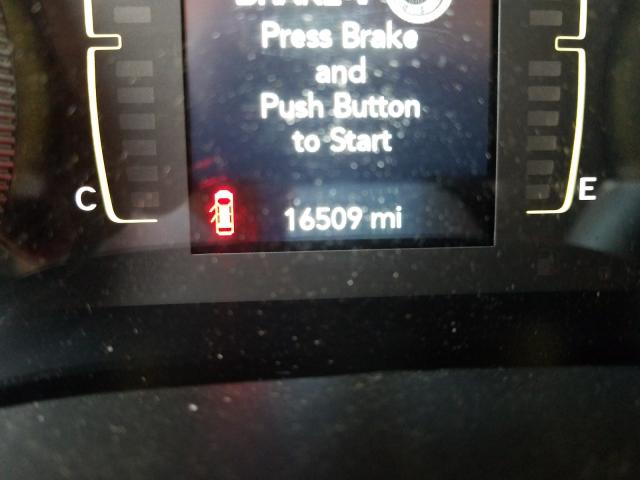 Press Brake
and
Push Button
to Start
C
E
16509 mi